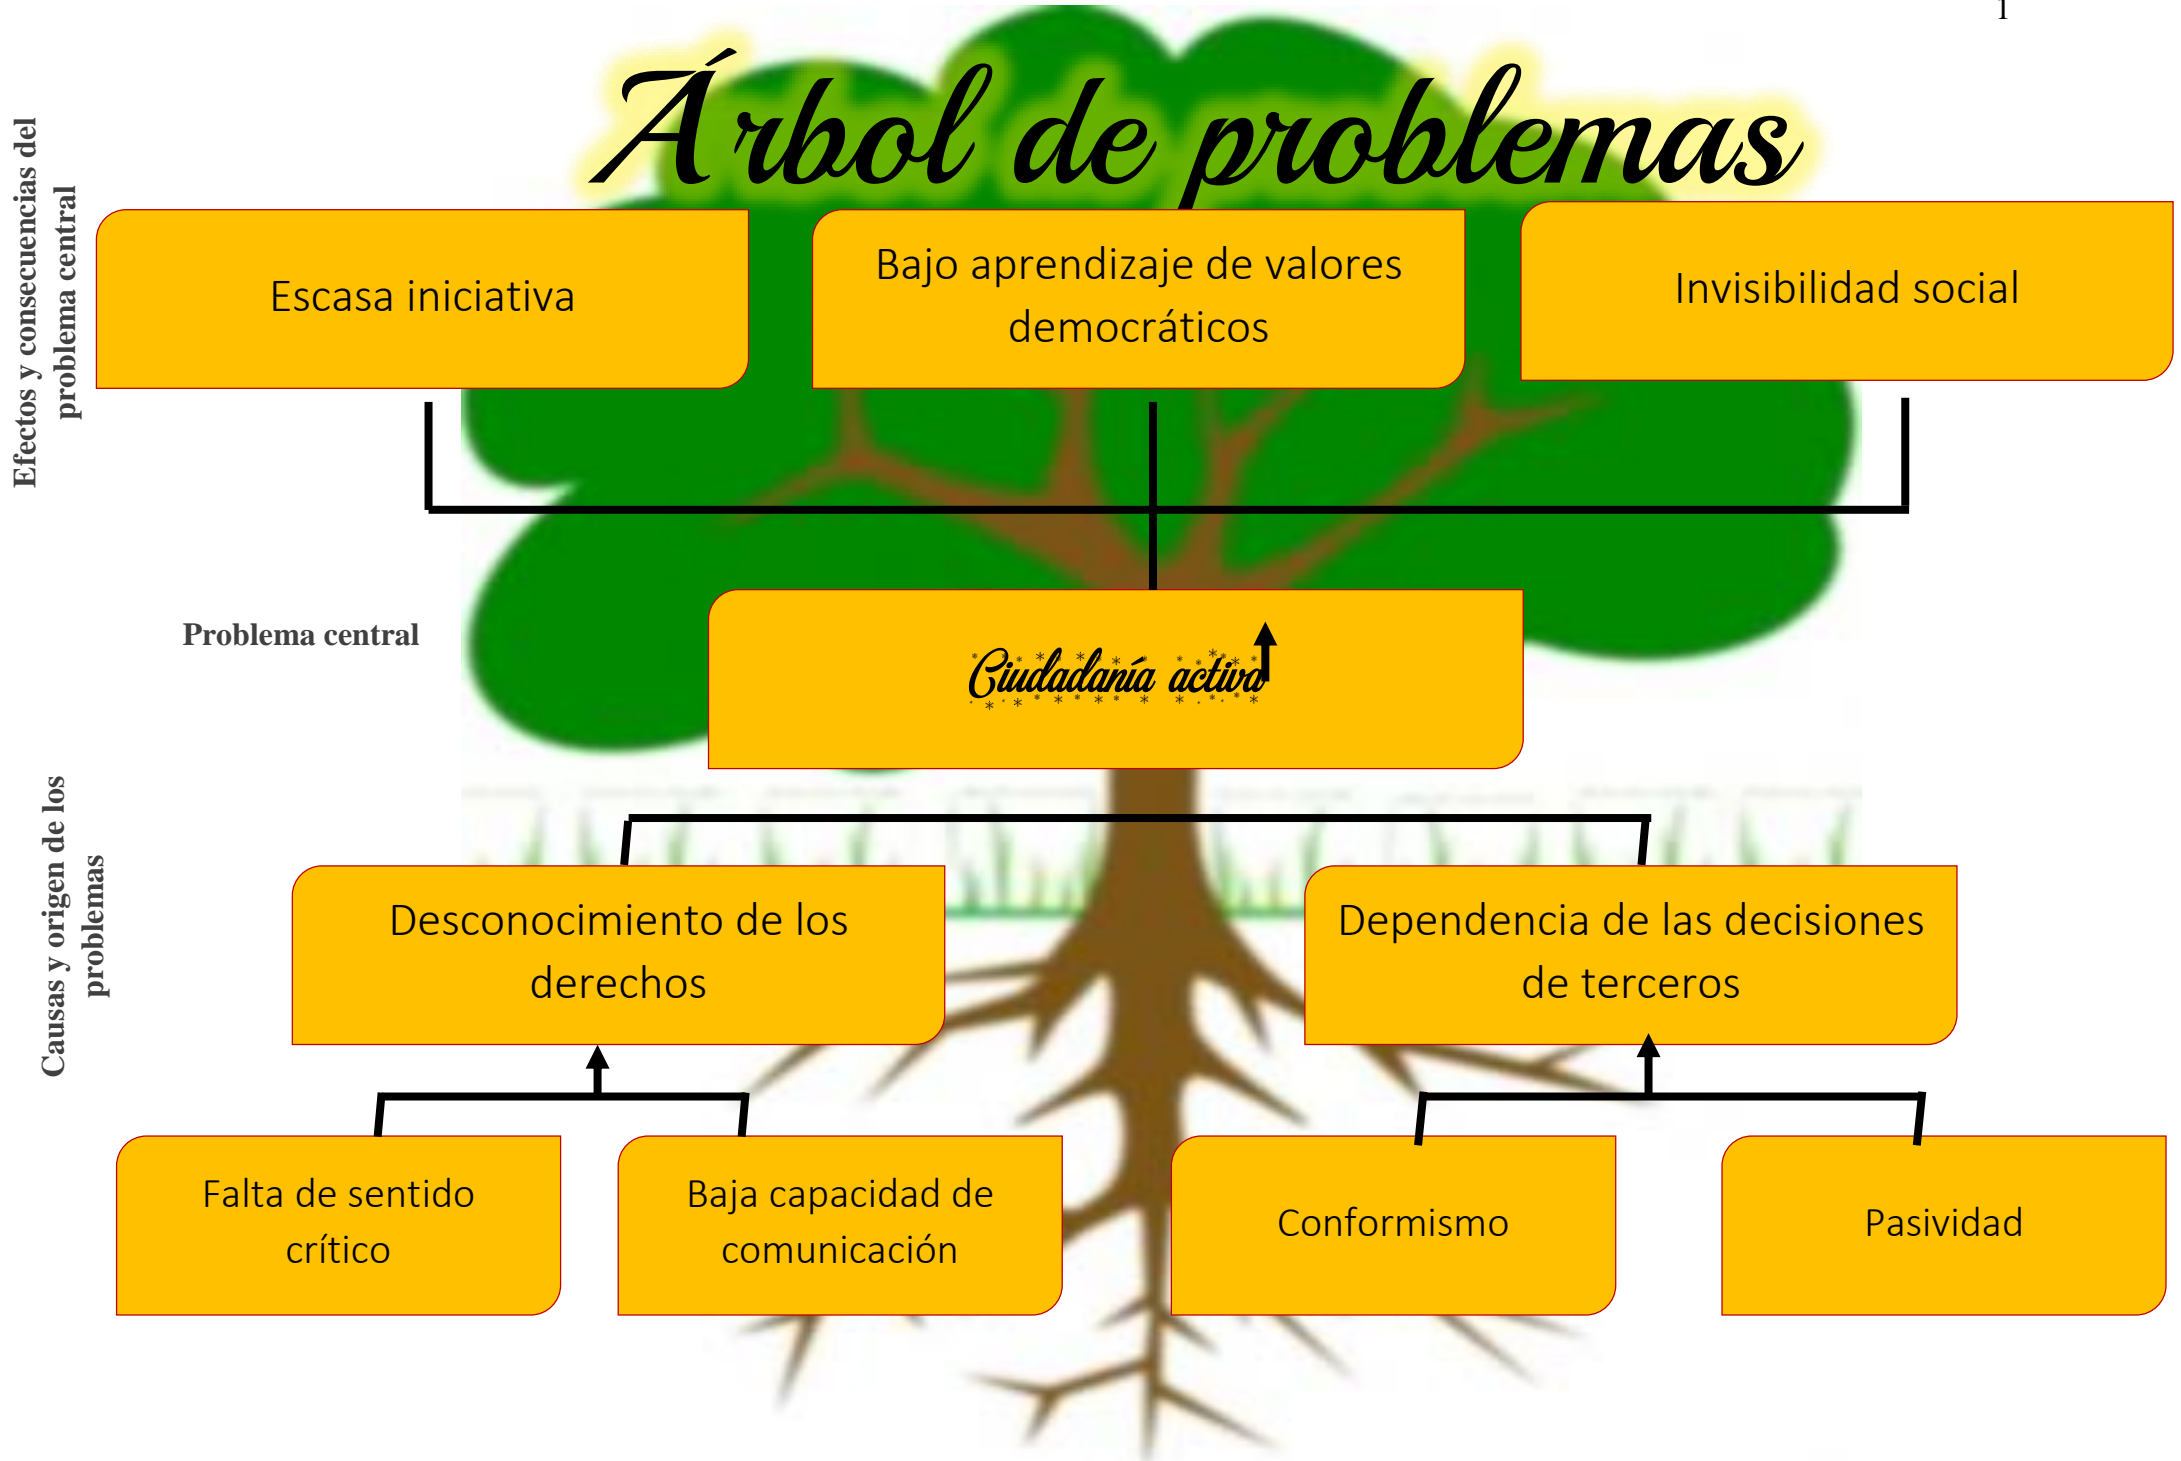 1
Árbol de problemas
Efectos y consecuencias del
problema central
Escasa iniciativa
Bajo aprendizaje de valores
democráticos
Invisibilidad social
Problema central
Ciudadanía activa
Causas y origen de los
problemas
Desconocimiento de los
derechos
Dependencia de las decisiones
de terceros
Falta de sentido
crítico
Baja capacidad de
comunicación
Conformismo
Pasividad